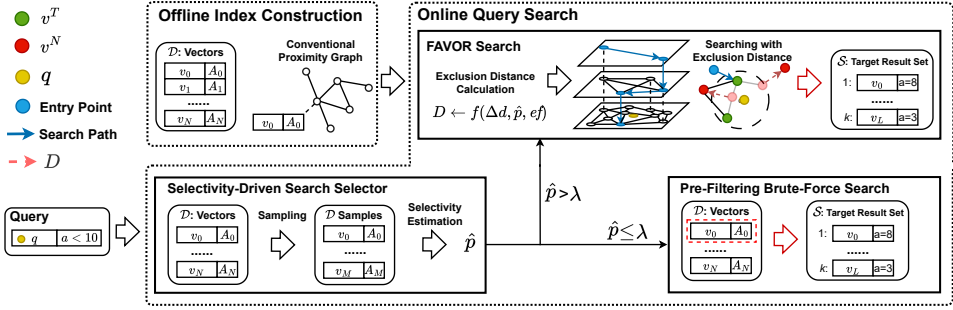 v^T
v^N
q
Entry Point
Search Path
D
Offline Index Construction
𝒟: Vectors
v_0 A_0
v_1 A_1
......
v_N A_N
Conventional
Proximity Graph
v_0 A_0
Online Query Search
FAVOR Search
Exclusion Distance
Calculation
D ← f(Δd, p̂, ef)
Searching with
Exclusion Distance
𝒮: Target Result Set
1: v_0 a=8
......
k: v_L a=3
Query
q a < 10
Selectivity-Driven Search Selector
𝒟: Vectors
v_0 A_0
......
v_N A_N
Sampling
𝒟 Samples
v_0 A_0
......
v_M A_M
Selectivity
Estimation
p̂
p̂>λ
p̂≤λ
Pre-Filtering Brute-Force Search
𝒟: Vectors
v_0 A_0
......
v_N A_N
𝒮: Target Result Set
1: v_0 a=8
......
k: v_L a=3